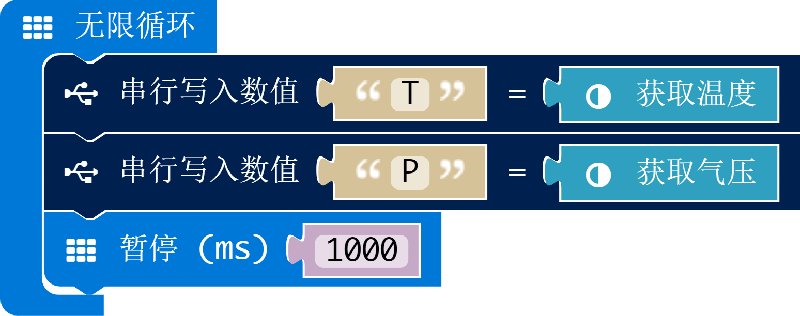 无限循环
串行写入数值 “ T ” = 获取温度
串行写入数值 “ P ” = 获取气压
暂停 (ms) 1000